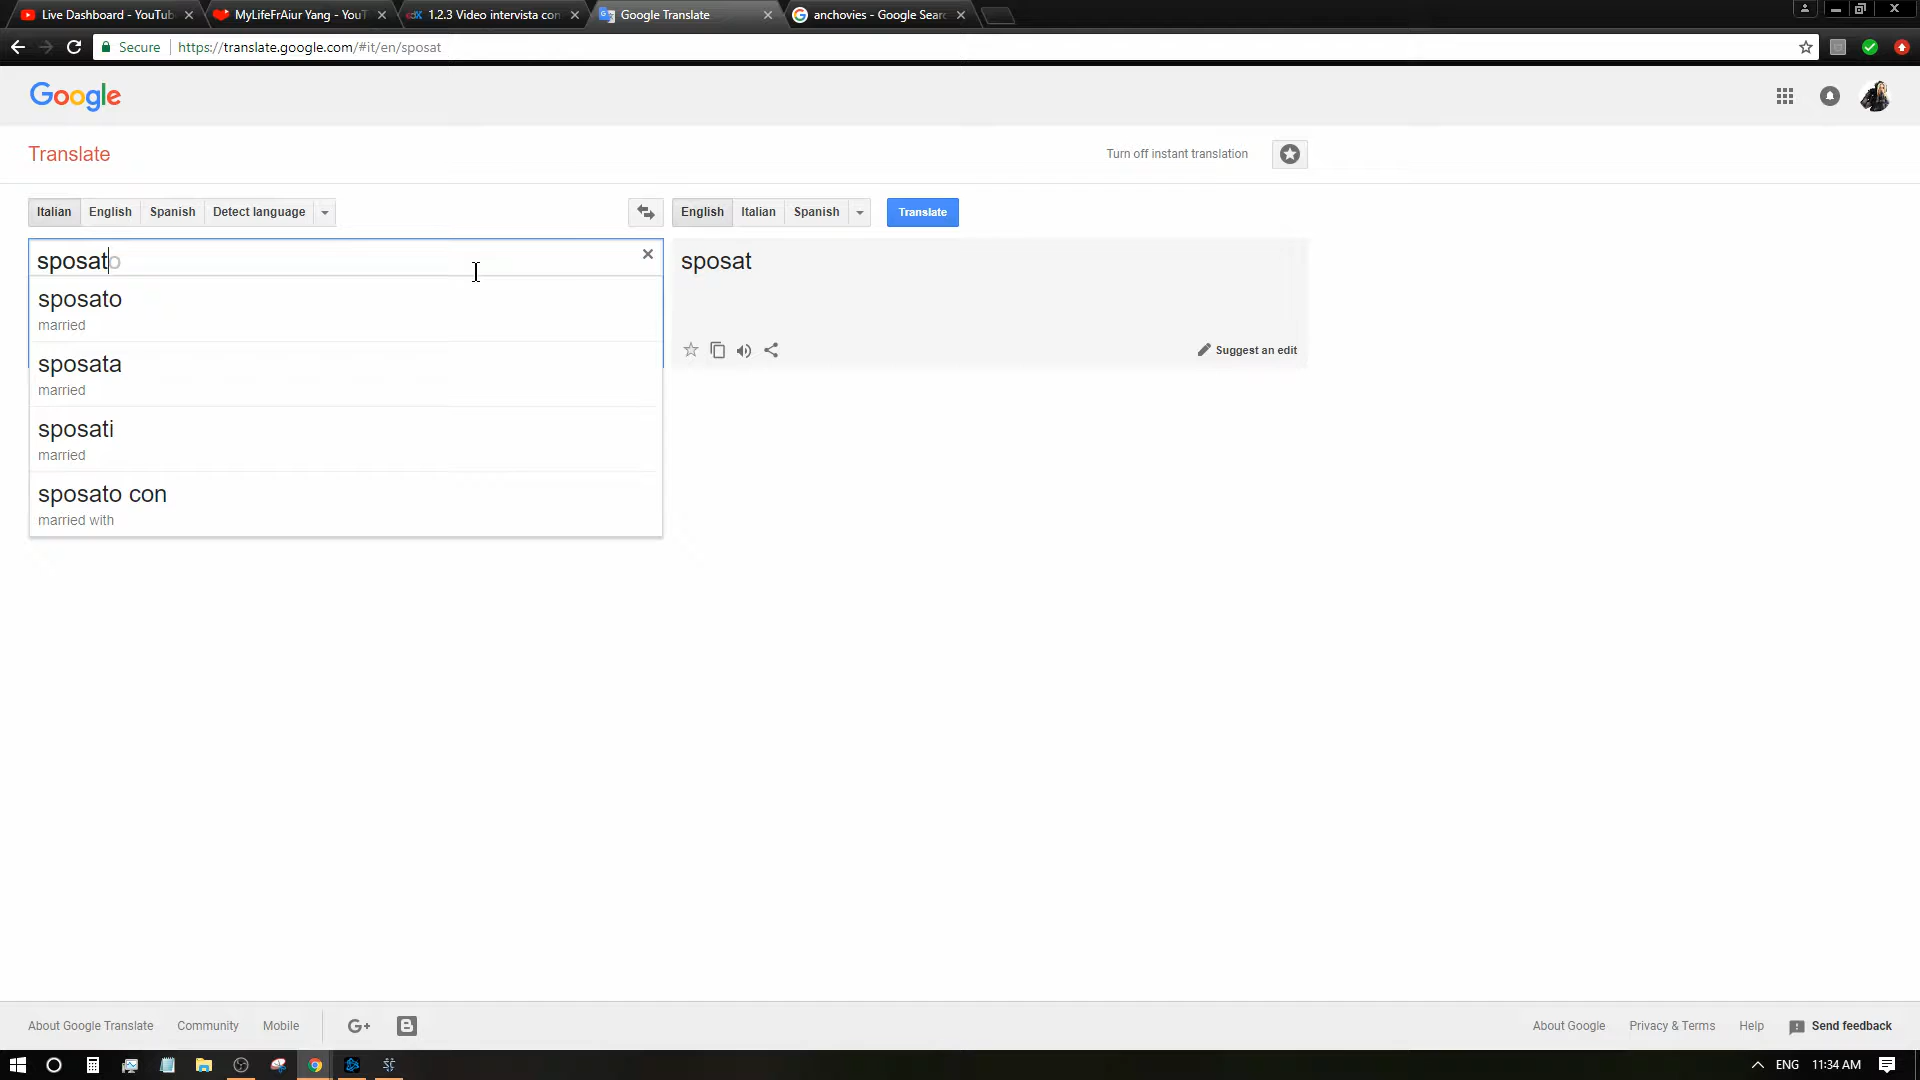 Live Dashboard - YouTub
MyLifeFrAiur Yang - YouT
1.2.3 Video intervista con
Google Translate
anchovies - Google Sear
Secure
https://translate.google.com/#it/en/sposat
Google
Translate
Turn off instant translation
Italian
English
Spanish
Detect language
English
Italian
Spanish
Translate
sposato
sposat
sposato
married
sposata
married
Suggest an edit
sposati
married
sposato con
married with
About Google Translate
Community
Mobile
G+
About Google
Privacy & Terms
Help
Send feedback
ENG
11:34 AM